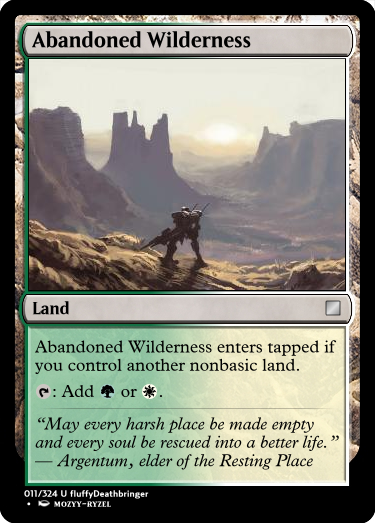 Abandoned Wilderness
Land
Abandoned Wilderness enters tapped if
you control another nonbasic land.
: Add or .
“May every harsh place be made empty
and every soul be rescued into a better life.”
— Argentum, elder of the Resting Place
011/324 U fluffyDeathbringer
• MOZYY-RYZEL